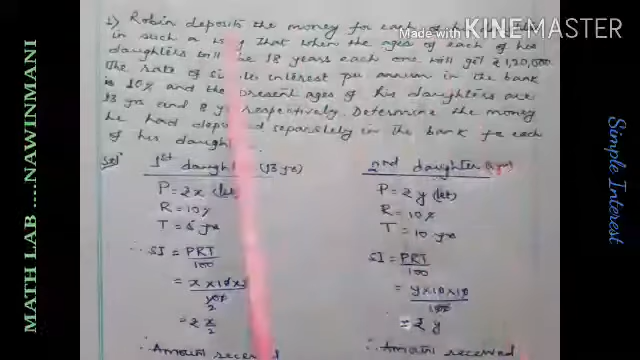 Made with KINEMASTER
1) Robin deposits the money for each of his
in such a way that when the ages of each of his
daughters will be 18 years each one will get ₹1,20,000.
The rate of simple interest per annum in the bank
is 10% and the present ages of his daughters are
13 yrs and 8 yrs respectively. Determine the money
he had deposited separately in the bank for each
of his daughters.
Solⁿ
1st daughter (13 yrs)
P = ₹ x (let)
R = 10%
T = 5 yrs
∴ SI = PRT/100
= x×10×5/100
= ₹ x/2
∴ Amount received
2nd daughter (8 yrs)
P = ₹ y (let)
R = 10%
T = 10 yrs
SI = PRT/100
= y×10×10/100
= ₹ y
∴ Amount received
MATH LAB ....NAWINMANI
Simple Interest